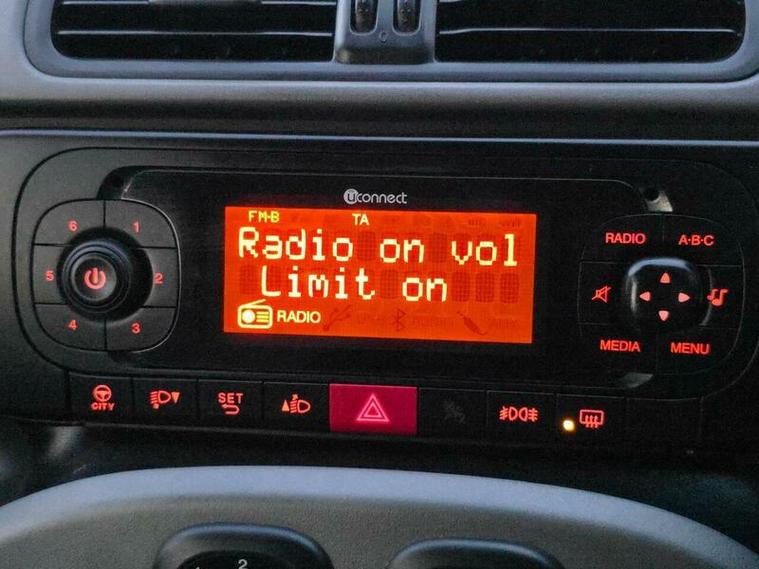 Uconnect
FM-B TA
Radio on vol
Limit on
RADIO
6 1
5 2
4 3
RADIO A·B·C
MEDIA MENU
CITY
SET
2